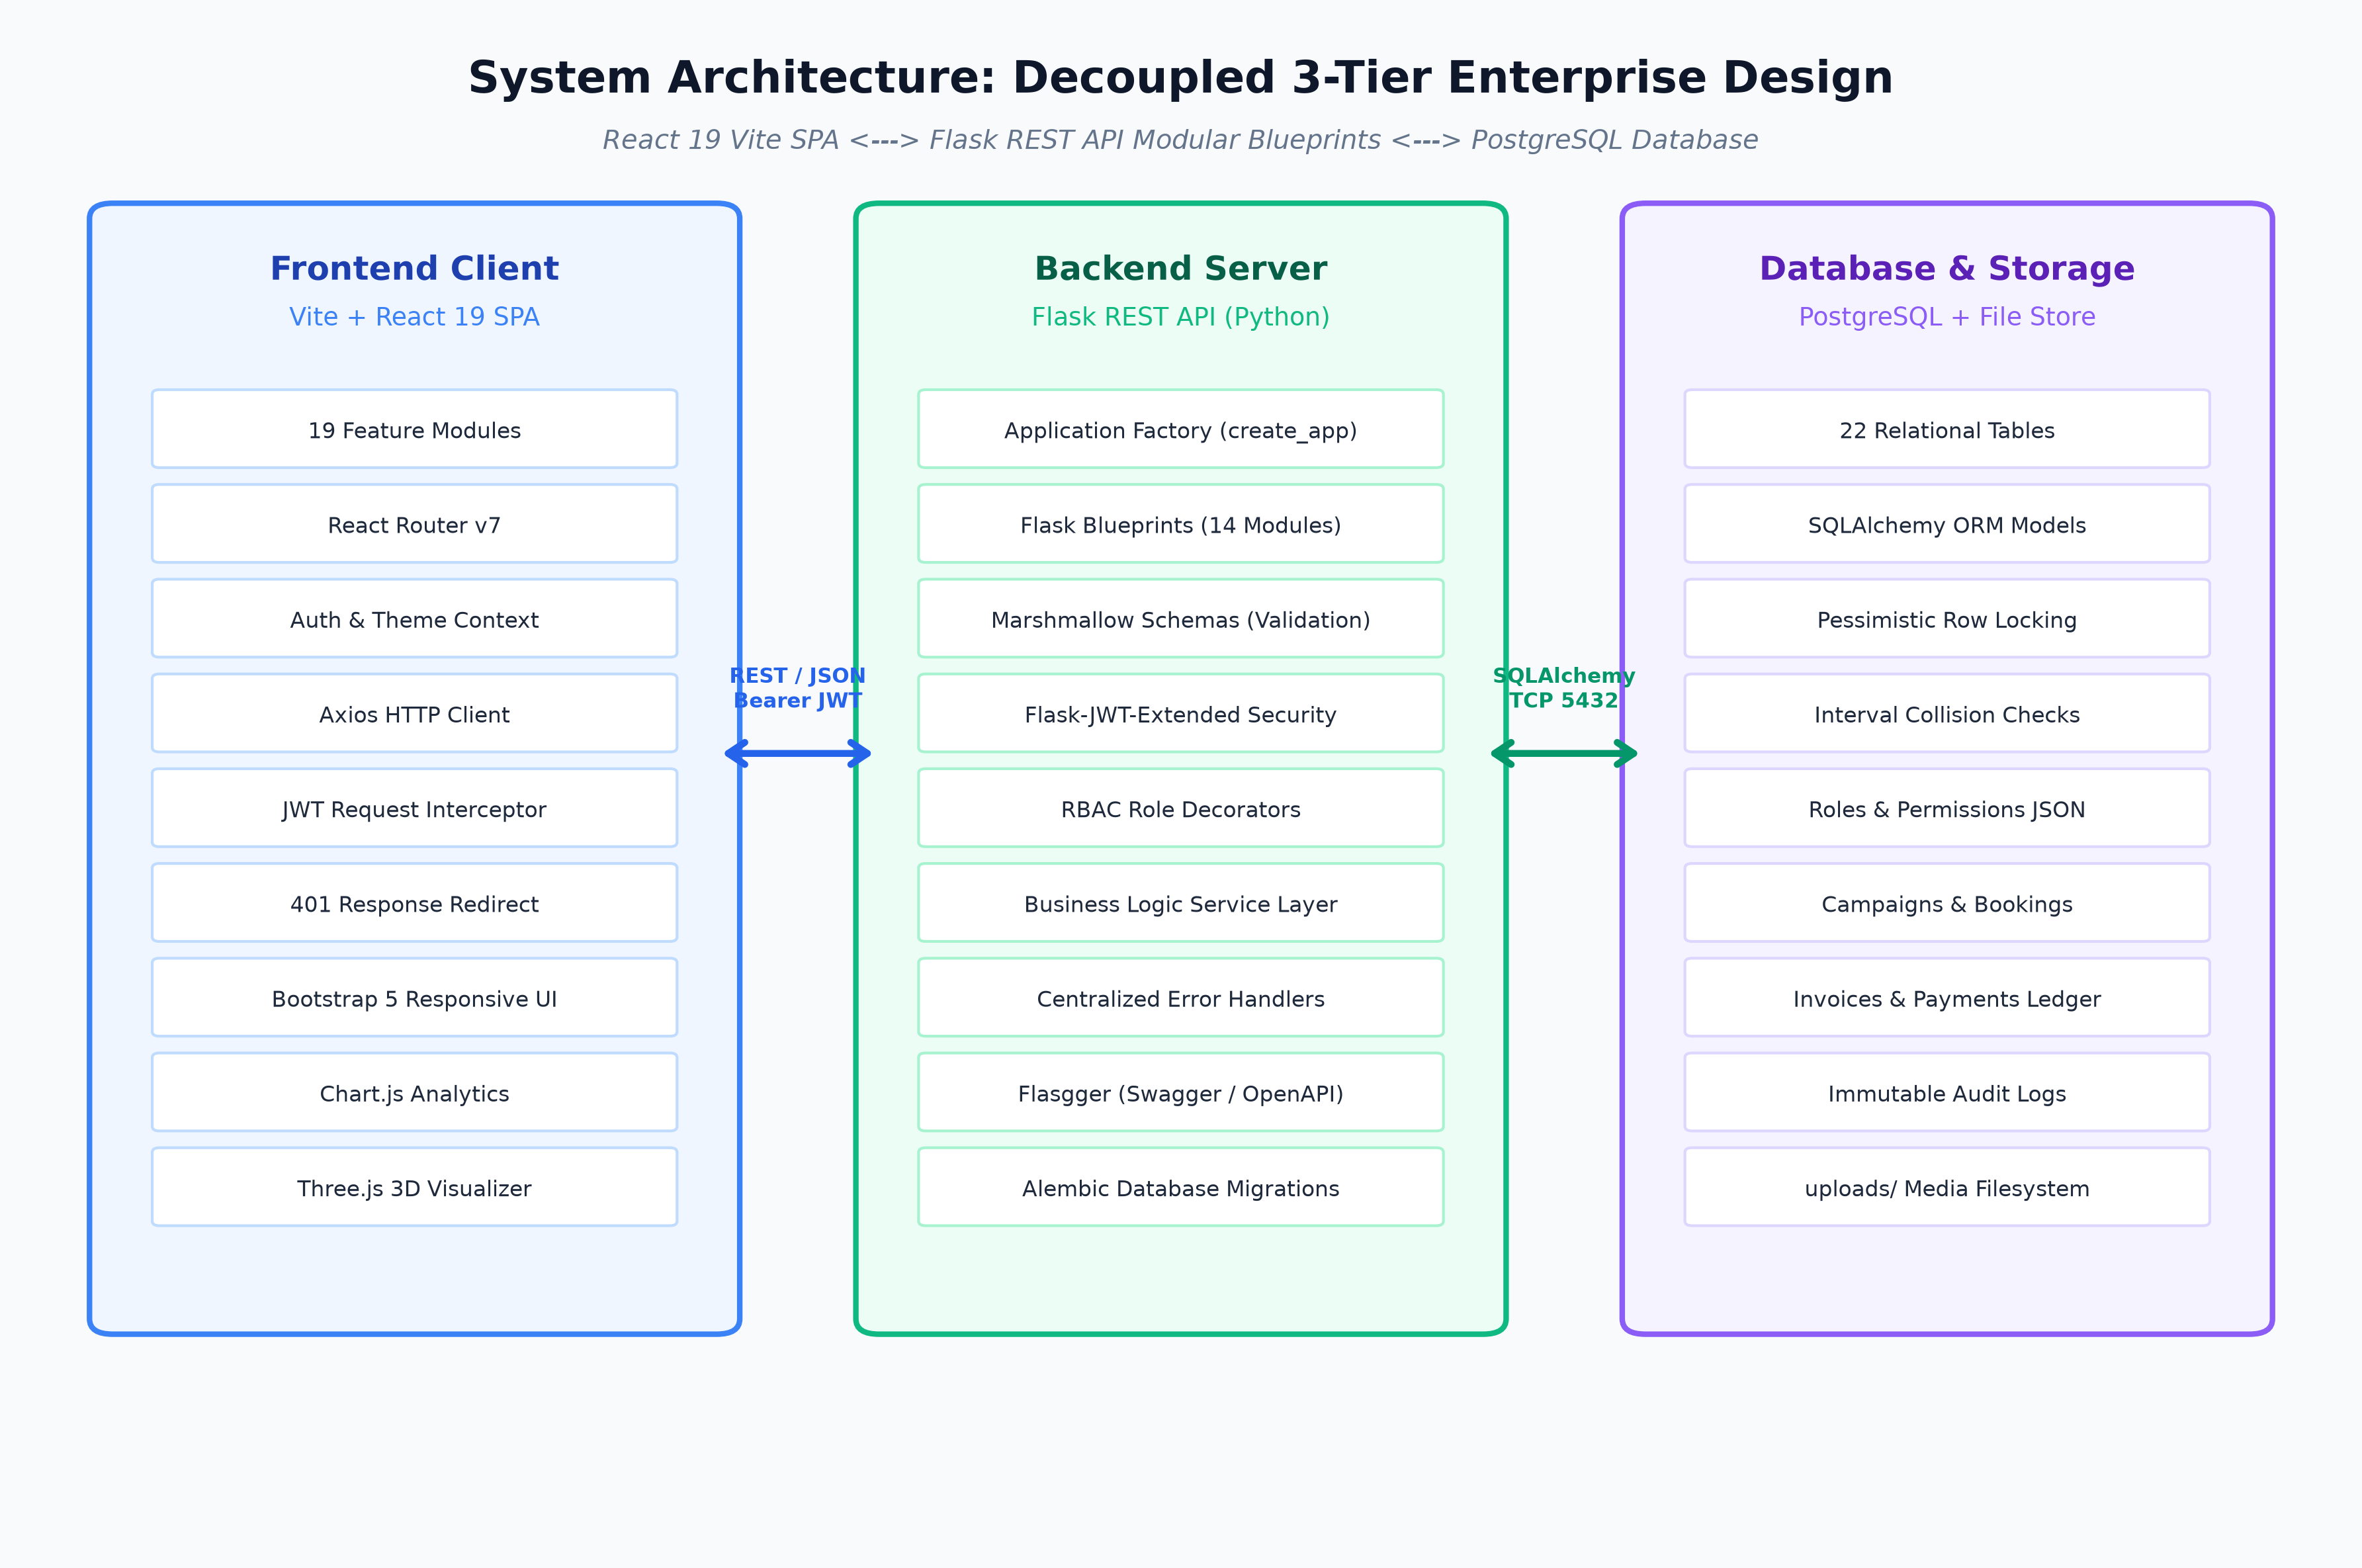 System Architecture: Decoupled 3-Tier Enterprise Design
React 19 Vite SPA <---> Flask REST API Modular Blueprints <---> PostgreSQL Database
Frontend Client
Vite + React 19 SPA
19 Feature Modules
React Router v7
Auth & Theme Context
Axios HTTP Client
JWT Request Interceptor
401 Response Redirect
Bootstrap 5 Responsive UI
Chart.js Analytics
Three.js 3D Visualizer
REST / JSON
Bearer JWT
Backend Server
Flask REST API (Python)
Application Factory (create_app)
Flask Blueprints (14 Modules)
Marshmallow Schemas (Validation)
Flask-JWT-Extended Security
RBAC Role Decorators
Business Logic Service Layer
Centralized Error Handlers
Flasgger (Swagger / OpenAPI)
Alembic Database Migrations
SQLAlchemy
TCP 5432
Database & Storage
PostgreSQL + File Store
22 Relational Tables
SQLAlchemy ORM Models
Pessimistic Row Locking
Interval Collision Checks
Roles & Permissions JSON
Campaigns & Bookings
Invoices & Payments Ledger
Immutable Audit Logs
uploads/ Media Filesystem